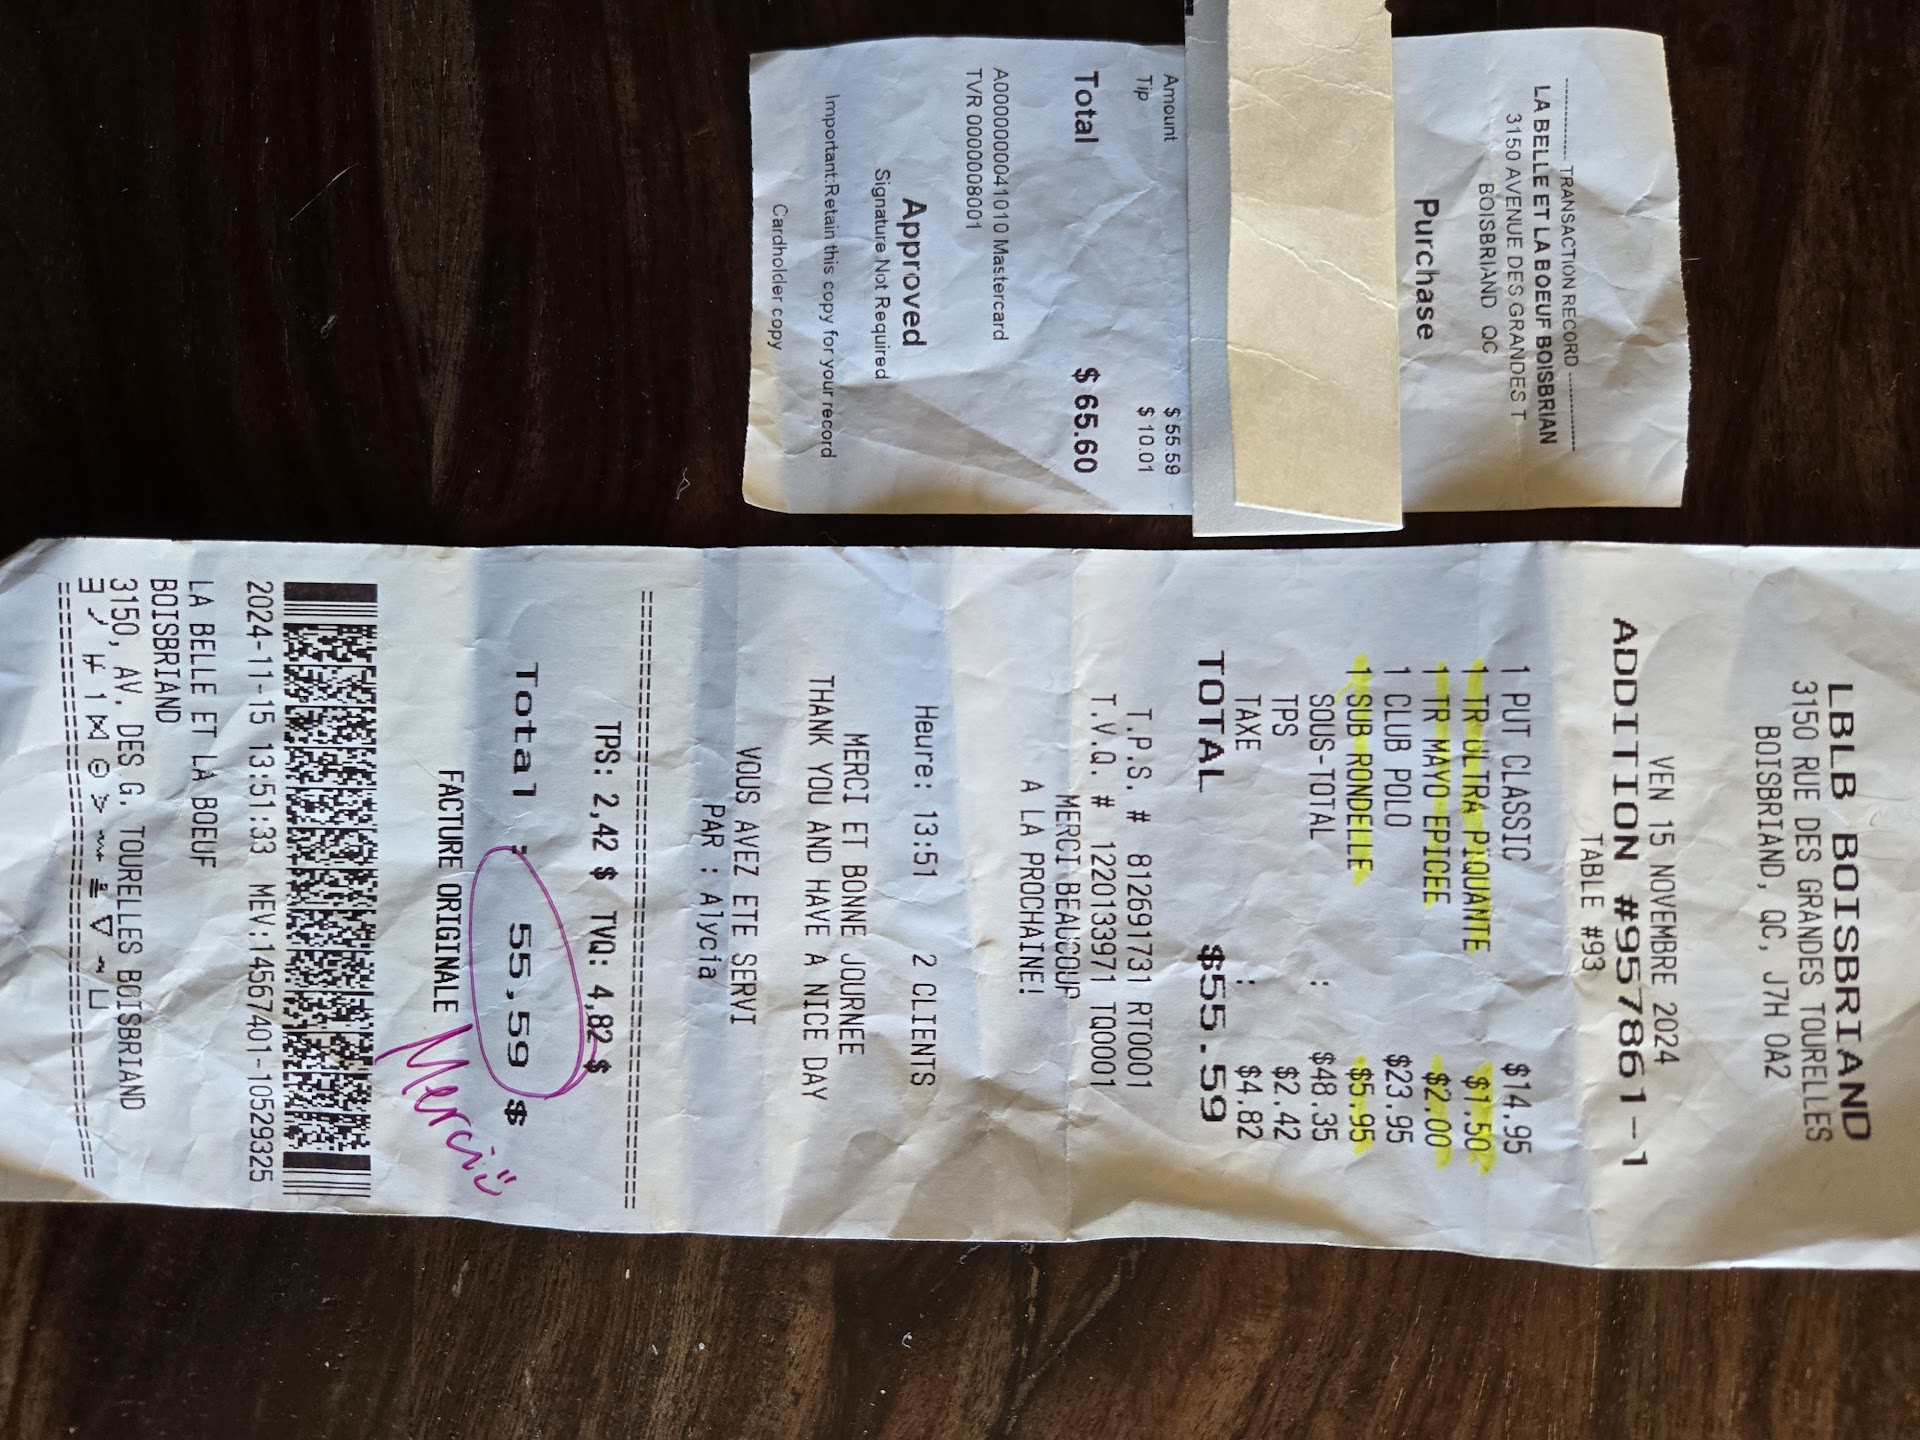 TRANSACTION RECORD
LA BELLE ET LA BOEUF BOISBRIAN
3150 AVENUE DES GRANDES T
BOISBRIAND QC
Purchase
Amount $ 55.59
Tip $ 10.01
Total $ 65.60
A0000000041010 Mastercard
TVR 0000008001
Approved
Signature Not Required
Important:Retain this copy for your record
Cardholder copy
LBLB BOISBRIAND
3150 RUE DES GRANDES TOURELLES
BOISBRIAND, QC, J7H 0A2
VEN 15 NOVEMBRE 2024
ADDITION #957861-1
TABLE #93
1 PUT CLASSIC $14.95
1 TR ULTRA PIQUANTE $1.50
1 TR MAYO EPICEE $2.00
1 CLUB POLO $23.95
1 SUB RONDELLE $5.95
SOUS-TOTAL : $48.35
TPS $2.42
TAXE : $4.82
TOTAL $55.59
T.P.S. # 812691731 RT0001
T.V.Q. # 1220133971 TQ0001
MERCI BEAUCOUP
A LA PROCHAINE!
Heure: 13:51 2 CLIENTS
MERCI ET BONNE JOURNEE
THANK YOU AND HAVE A NICE DAY
VOUS AVEZ ETE SERVI
PAR : Alycia
TPS: 2,42 $ TVQ: 4,82 $
Total : 55,59 $
FACTURE ORIGINALE
Merci
2024-11-15 13:51:33 MEV:14567401-10529325
LA BELLE ET LA BOEUF
BOISBRIAND
3150, AV. DES G. TOURELLES BOISBRIAND